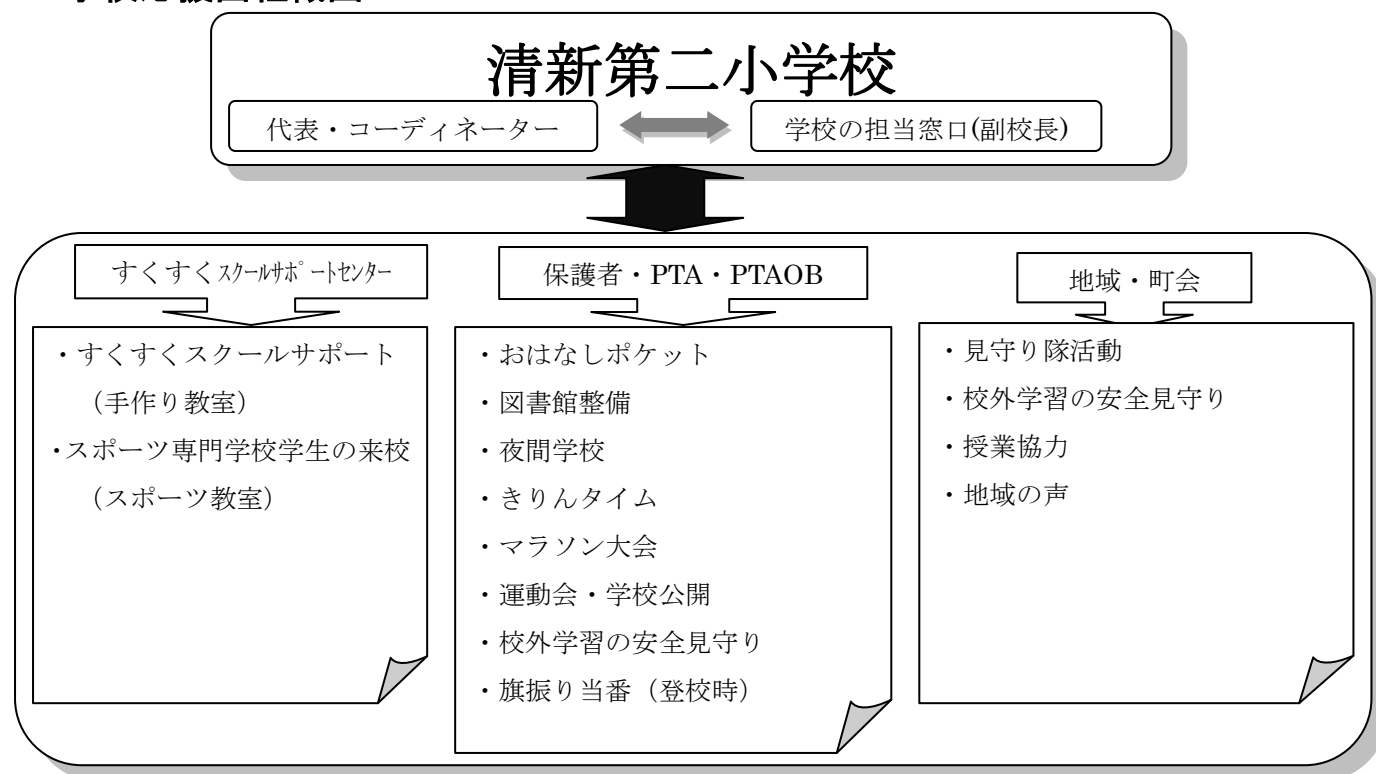 清新第二小学校
代表・コーディネーター
学校の担当窓口(副校長)
すくすくｽｸｰﾙｻﾎﾟｰﾄｾﾝﾀｰ
・すくすくスクールサポート
（手作り教室）
・スポーツ専門学校学生の来校
（スポーツ教室）
保護者・PTA・PTAOB
・おはなしポケット
・図書館整備
・夜間学校
・きりんタイム
・マラソン大会
・運動会・学校公開
・校外学習の安全見守り
・旗振り当番（登校時）
地域・町会
・見守り隊活動
・校外学習の安全見守り
・授業協力
・地域の声